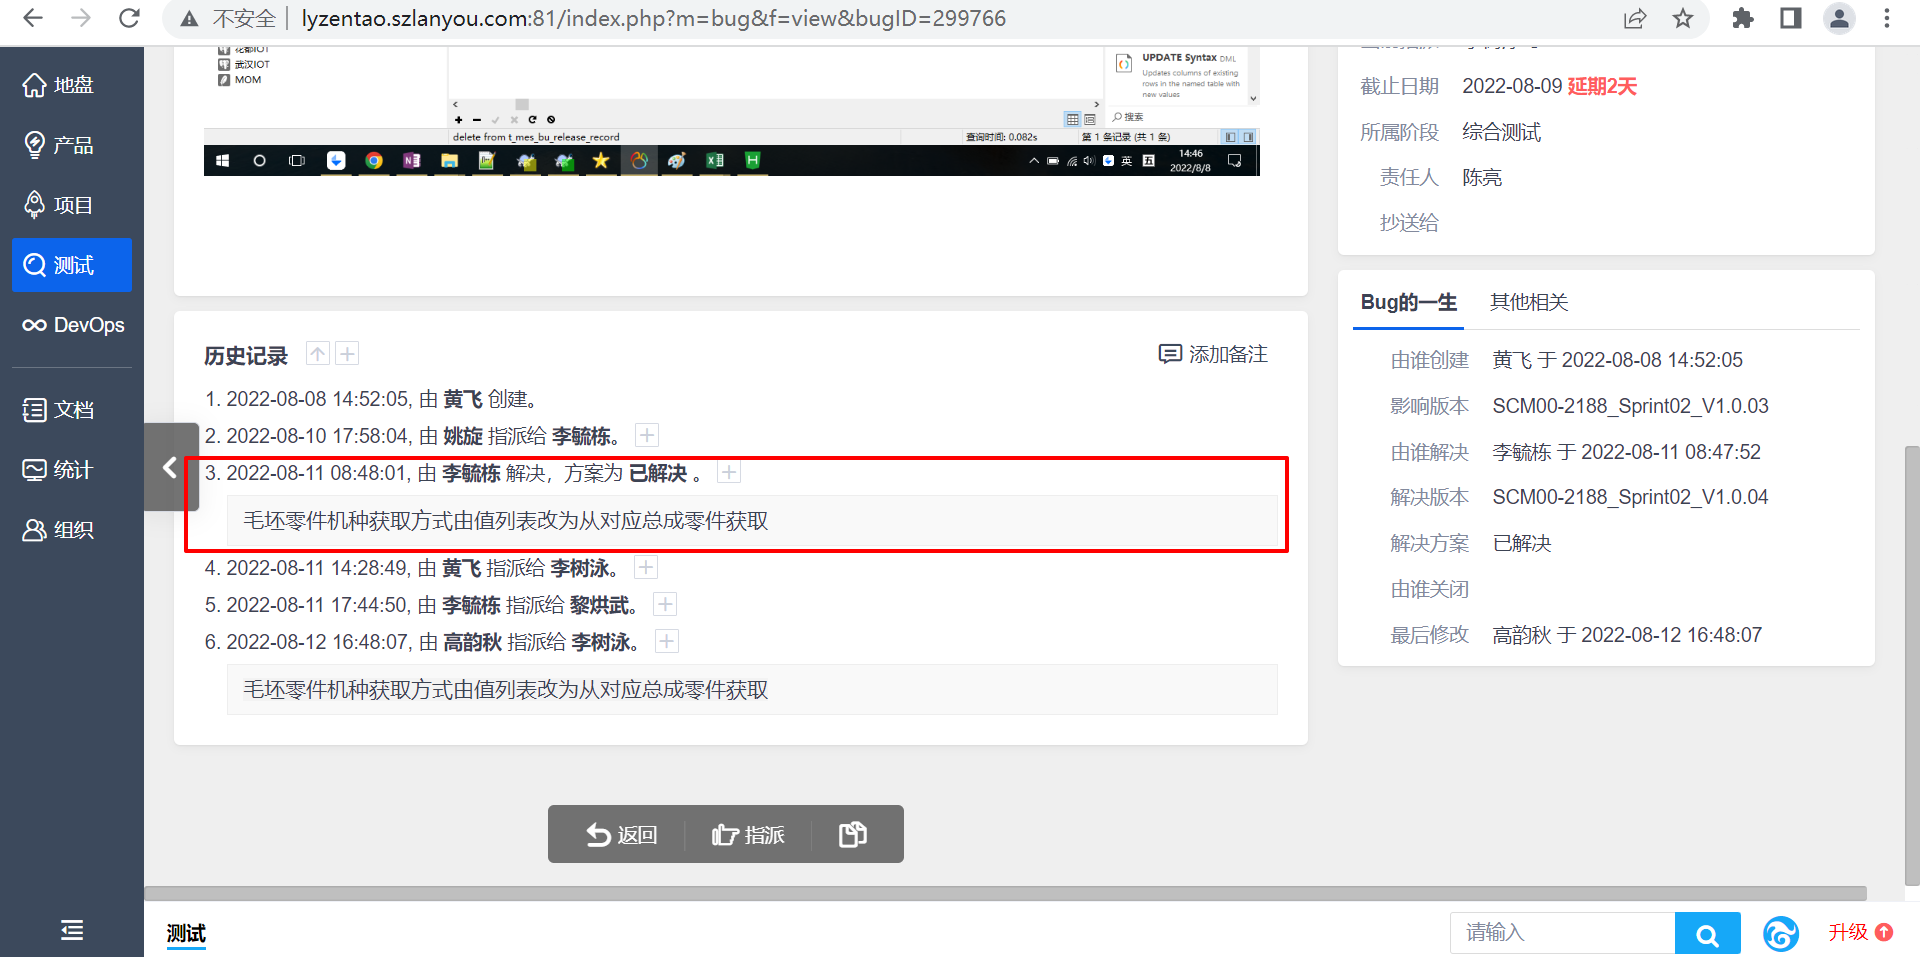 不安全 lyzentao.szlanyou.com:81/index.php?m=bug&f=view&bugID=299766
地盘
产品
项目
测试
DevOps
文档
统计
组织
花都IOT
武汉IOT
MOM
UPDATE Syntax DML
Updates columns of existing
rows in the named table with
new values
搜索
delete from t_mes_bu_release_record
查询时间: 0.082s
第 1 条记录 (共 1 条)
英
五
14:46
2022/8/8
历史记录
添加备注
1. 2022-08-08 14:52:05, 由 黄飞 创建。
2. 2022-08-10 17:58:04, 由 姚旋 指派给 李毓栋。
3. 2022-08-11 08:48:01, 由 李毓栋 解决，方案为 已解决 。
毛坯零件机种获取方式由值列表改为从对应总成零件获取
4. 2022-08-11 14:28:49, 由 黄飞 指派给 李树泳。
5. 2022-08-11 17:44:50, 由 李毓栋 指派给 黎烘武。
6. 2022-08-12 16:48:07, 由 高韵秋 指派给 李树泳。
毛坯零件机种获取方式由值列表改为从对应总成零件获取
返回
指派
截止日期 2022-08-09 延期2天
所属阶段 综合测试
责任人 陈亮
抄送给
Bug的一生 其他相关
由谁创建 黄飞 于 2022-08-08 14:52:05
影响版本 SCM00-2188_Sprint02_V1.0.03
由谁解决 李毓栋 于 2022-08-11 08:47:52
解决版本 SCM00-2188_Sprint02_V1.0.04
解决方案 已解决
由谁关闭
最后修改 高韵秋 于 2022-08-12 16:48:07
测试
请输入
升级